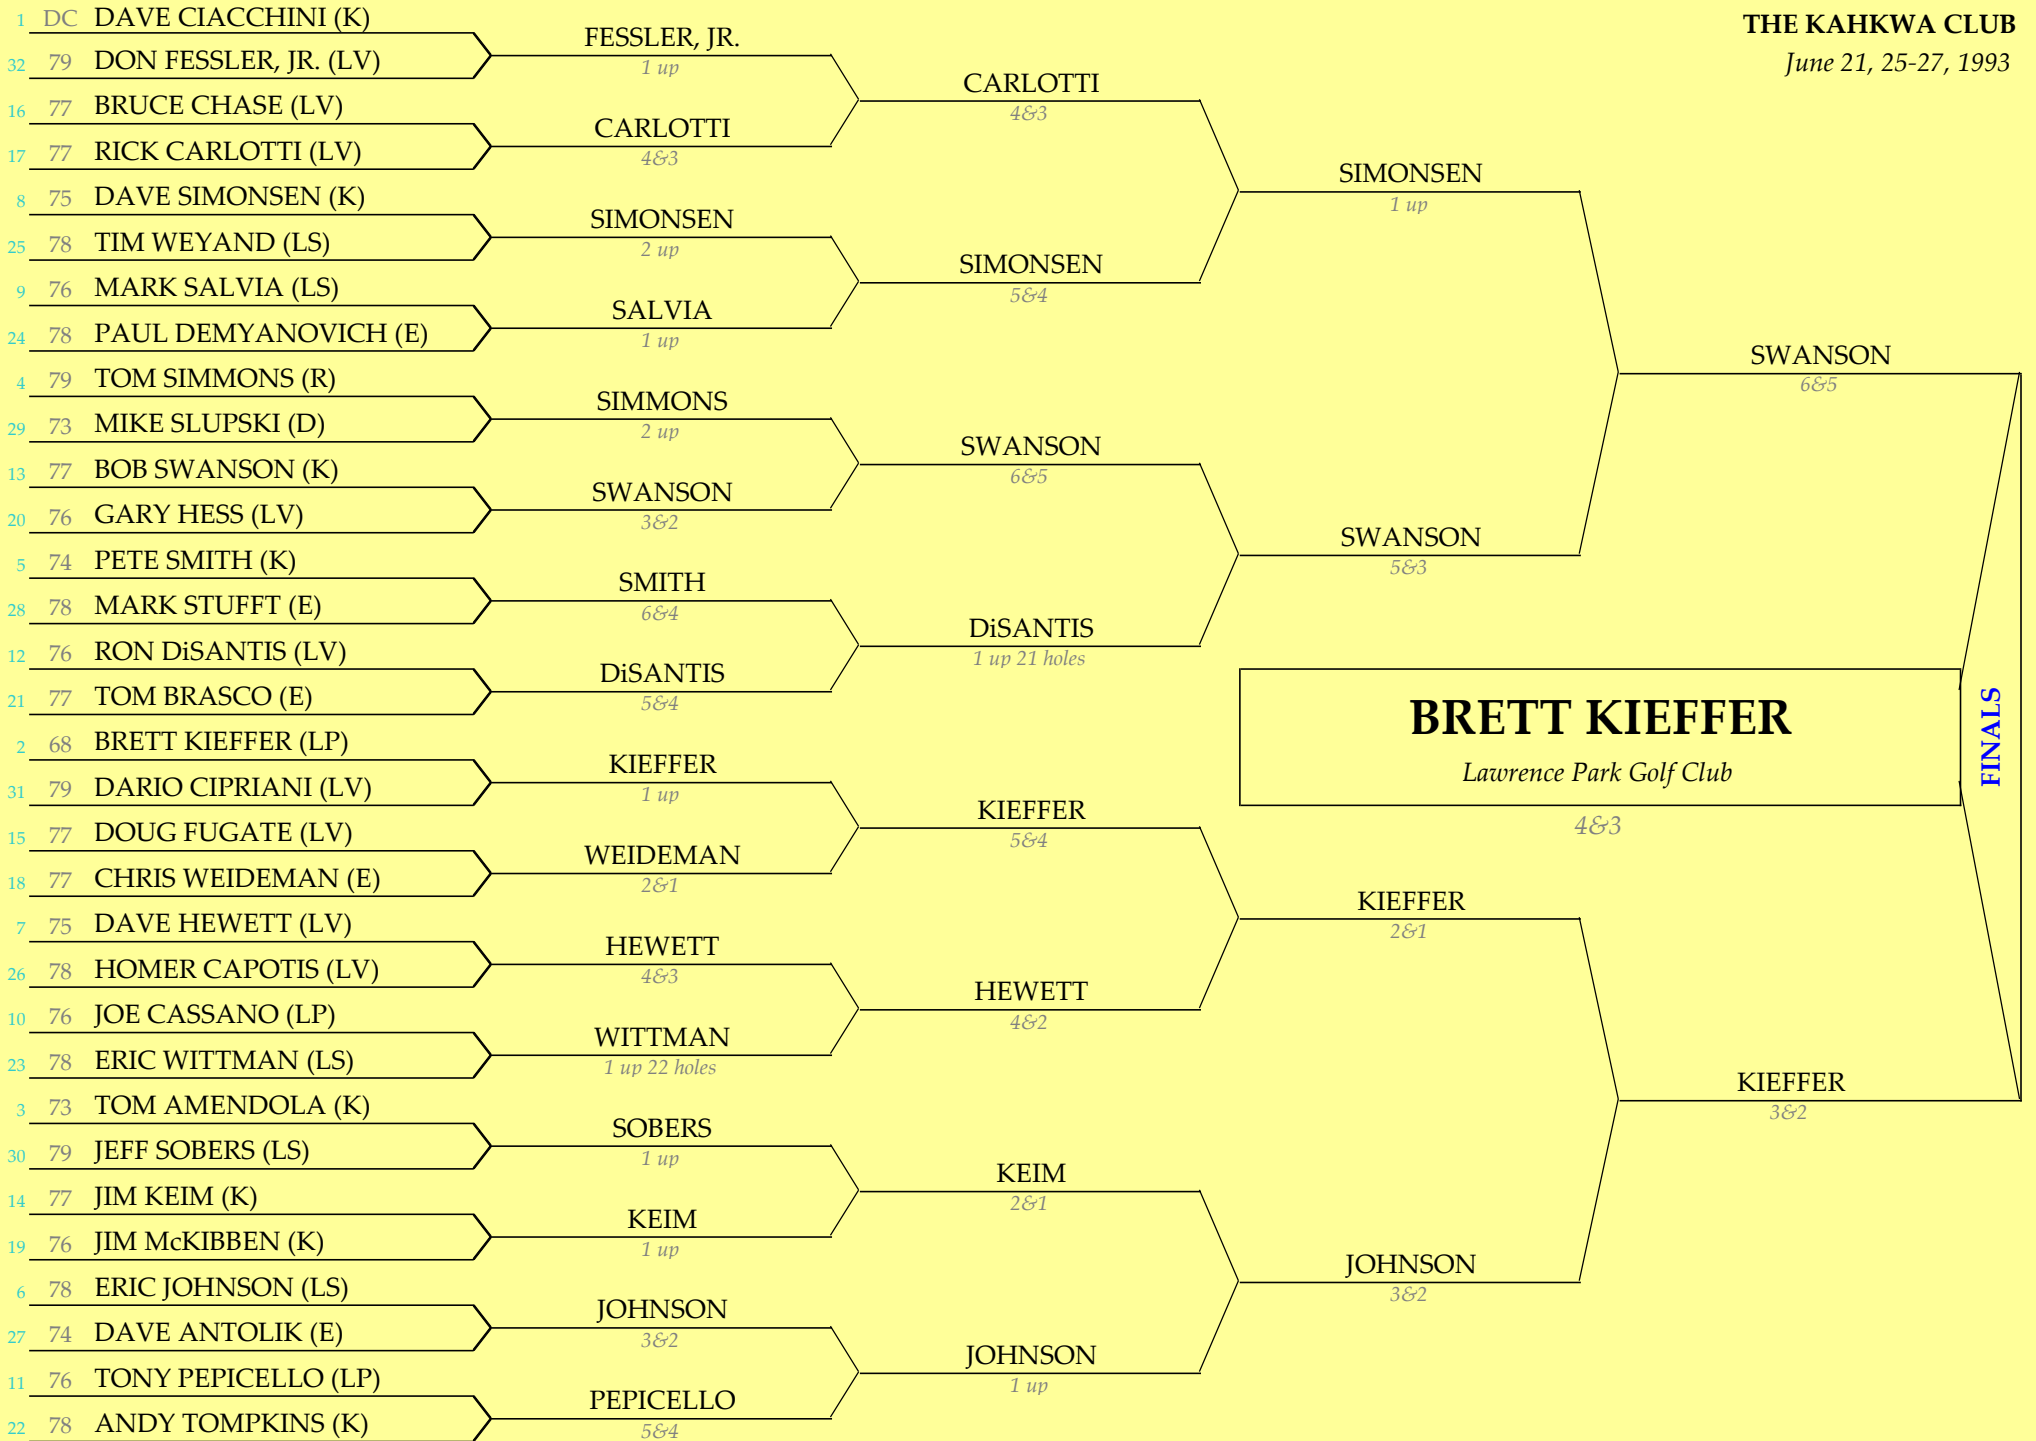 THE KAHKWA CLUB
June 21, 25-27, 1993
1 DC DAVE CIACCHINI (K)
32 79 DON FESSLER, JR. (LV)
16 77 BRUCE CHASE (LV)
17 77 RICK CARLOTTI (LV)
8 75 DAVE SIMONSEN (K)
25 78 TIM WEYAND (LS)
9 76 MARK SALVIA (LS)
24 78 PAUL DEMYANOVICH (E)
4 79 TOM SIMMONS (R)
29 73 MIKE SLUPSKI (D)
13 77 BOB SWANSON (K)
20 76 GARY HESS (LV)
5 74 PETE SMITH (K)
28 78 MARK STUFFT (E)
12 76 RON DiSANTIS (LV)
21 77 TOM BRASCO (E)
2 68 BRETT KIEFFER (LP)
31 79 DARIO CIPRIANI (LV)
15 77 DOUG FUGATE (LV)
18 77 CHRIS WEIDEMAN (E)
7 75 DAVE HEWETT (LV)
26 78 HOMER CAPOTIS (LV)
10 76 JOE CASSANO (LP)
23 78 ERIC WITTMAN (LS)
3 73 TOM AMENDOLA (K)
30 79 JEFF SOBERS (LS)
14 77 JIM KEIM (K)
19 76 JIM McKIBBEN (K)
6 78 ERIC JOHNSON (LS)
27 74 DAVE ANTOLIK (E)
11 76 TONY PEPICELLO (LP)
22 78 ANDY TOMPKINS (K)
FESSLER, JR.
1 up
CARLOTTI
4&3
SIMONSEN
2 up
SALVIA
1 up
SIMMONS
2 up
SWANSON
3&2
SMITH
6&4
DiSANTIS
5&4
KIEFFER
1 up
WEIDEMAN
2&1
HEWETT
4&3
WITTMAN
1 up 22 holes
SOBERS
1 up
KEIM
1 up
JOHNSON
3&2
PEPICELLO
5&4
CARLOTTI
4&3
SIMONSEN
5&4
SWANSON
6&5
DiSANTIS
1 up 21 holes
KIEFFER
5&4
HEWETT
4&2
KEIM
2&1
JOHNSON
1 up
SIMONSEN
1 up
SWANSON
5&3
KIEFFER
2&1
JOHNSON
3&2
SWANSON
6&5
KIEFFER
3&2
BRETT KIEFFER
Lawrence Park Golf Club
4&3
FINALS